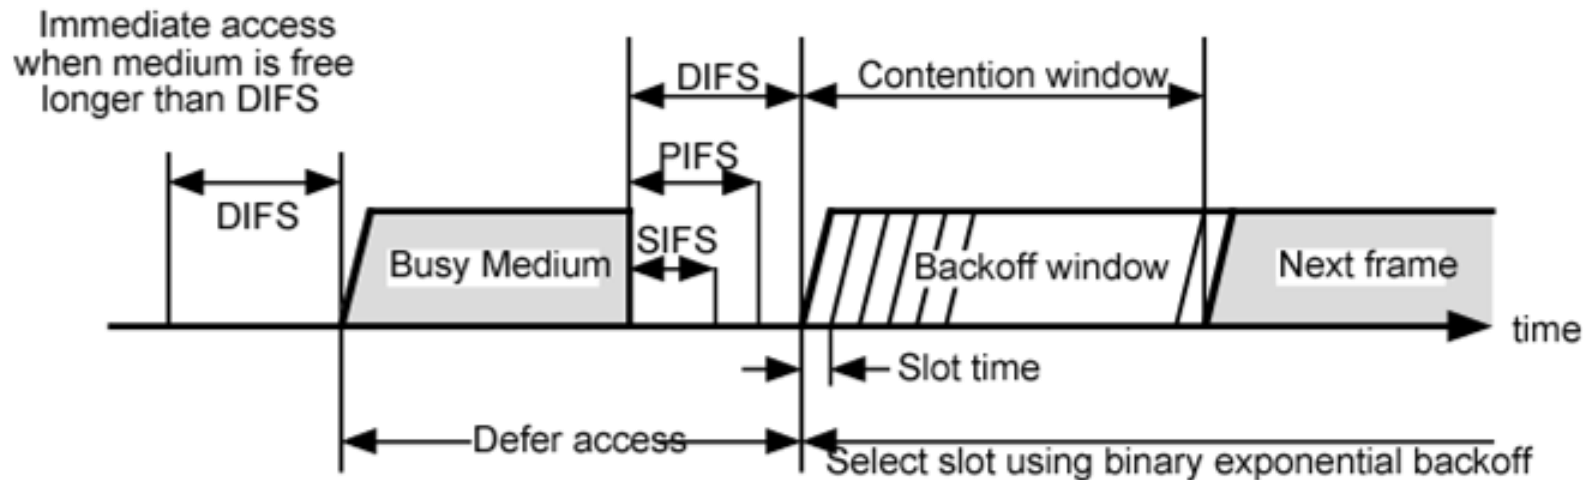 Immediate access
when medium is free
longer than DIFS
DIFS
Contention window
PIFS
DIFS
SIFS
Busy Medium
Backoff window
Next frame
time
Slot time
Defer access
Select slot using binary exponential backoff